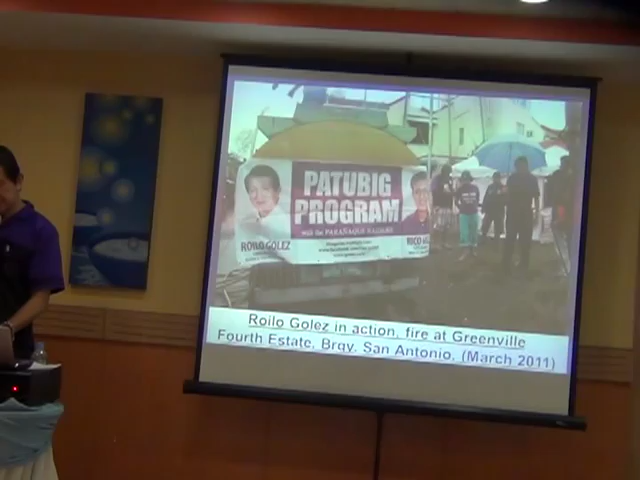 PATUBIG
PROGRAM
ROILO GOLEZ
Roilo Golez in action, fire at Greenville
Fourth Estate, Brgy. San Antonio, (March 2011)